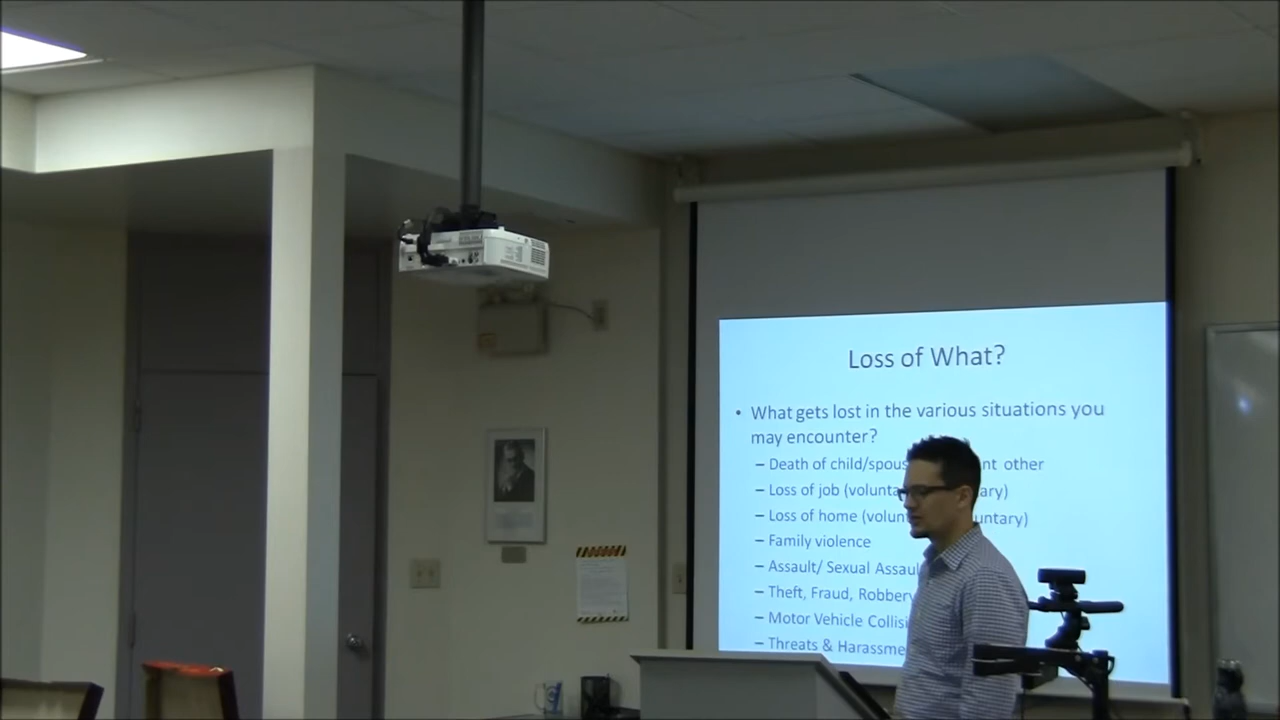 Loss of What?
• What gets lost in the various situations you
may encounter?
– Death of child/spous nt other
– Loss of job (volunta ary)
– Loss of home (volun untary)
– Family violence
– Assault/ Sexual Assaul
– Theft, Fraud, Robbery
– Motor Vehicle Collisi
– Threats & Harassme